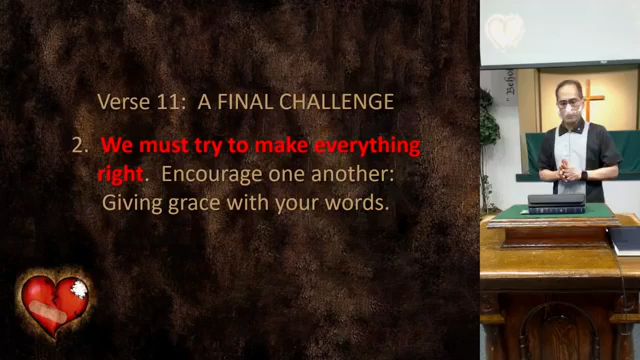 Verse 11: A FINAL CHALLENGE
2. We must try to make everything
right. Encourage one another:
Giving grace with your words.